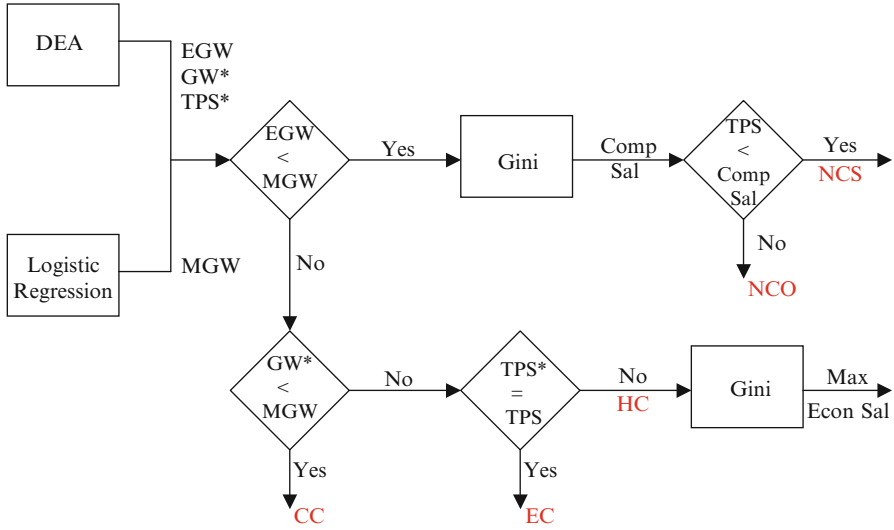 DEA
EGW
GW*
TPS*
EGW
<
MGW
Yes
Gini
Comp
Sal
TPS
<
Comp
Sal
Yes
NCS
No
NCO
Logistic
Regression
MGW
No
GW*
<
MGW
No
Yes
CC
TPS*
=
TPS
Yes
EC
No
HC
Gini
Max
Econ Sal